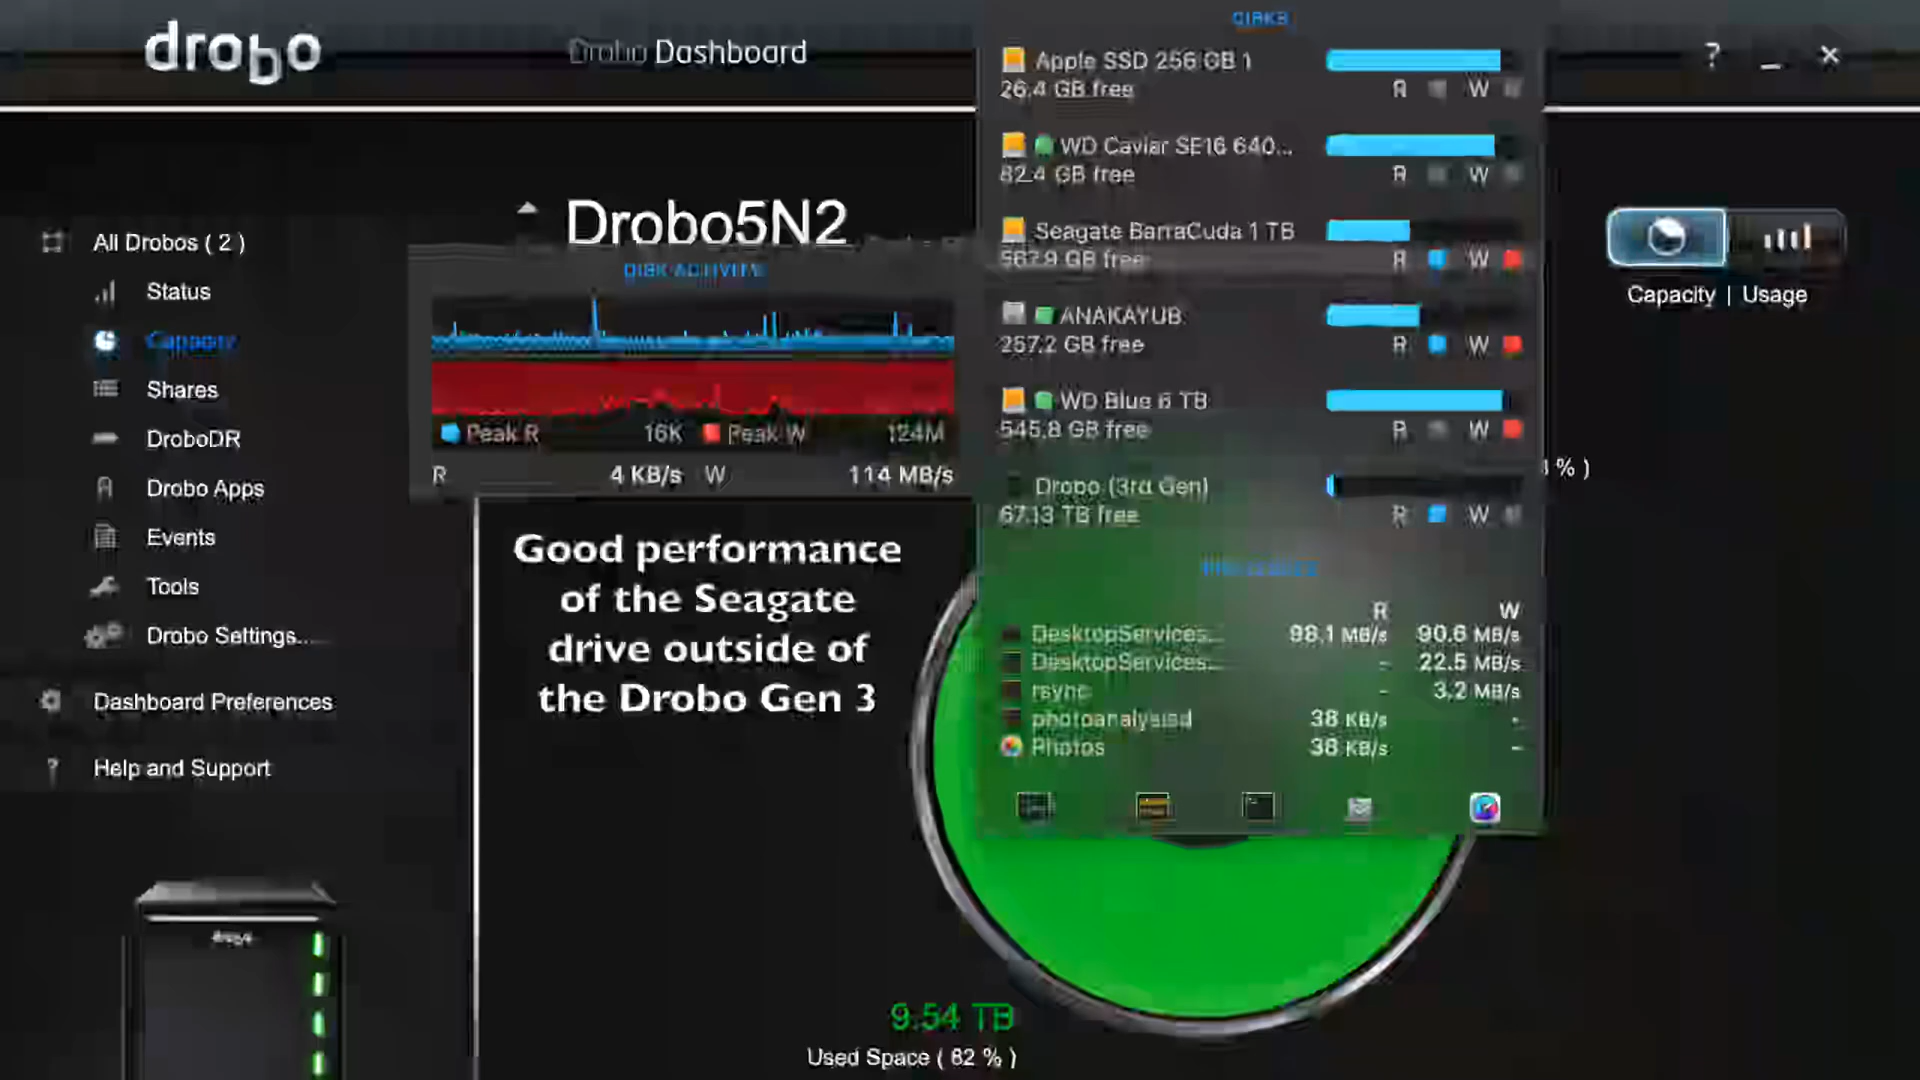 drobo
Drobo Dashboard
?
All Drobos ( 2 )
Status
Capacity
Shares
DroboDR
Drobo Apps
Events
Tools
Drobo Settings...
Dashboard Preferences
? Help and Support
Drobo5N2
DISK ACTIVITY
Peak R 16K Peak W 124M
R 4 KB/s W 114 MB/s
Good performance
of the Seagate
drive outside of
the Drobo Gen 3
DISKS
Apple SSD 256 GB 1
26.4 GB free R W
WD Caviar SE16 640...
82.4 GB free R W
Seagate BarraCuda 1 TB
567.9 GB free R W
ANAKAYUB
257.2 GB free R W
WD Blue 6 TB
545.8 GB free R W
Drobo (3rd Gen)
67.13 TB free R W
PROCESSES
R W
DesktopServices... 98.1 MB/s 90.6 MB/s
DesktopServices... - 22.5 MB/s
rsync - 3.2 MB/s
photoanalysisd 38 KB/s -
Photos 38 KB/s -
Capacity | Usage
% )
9.54 TB
Used Space ( 82 % )